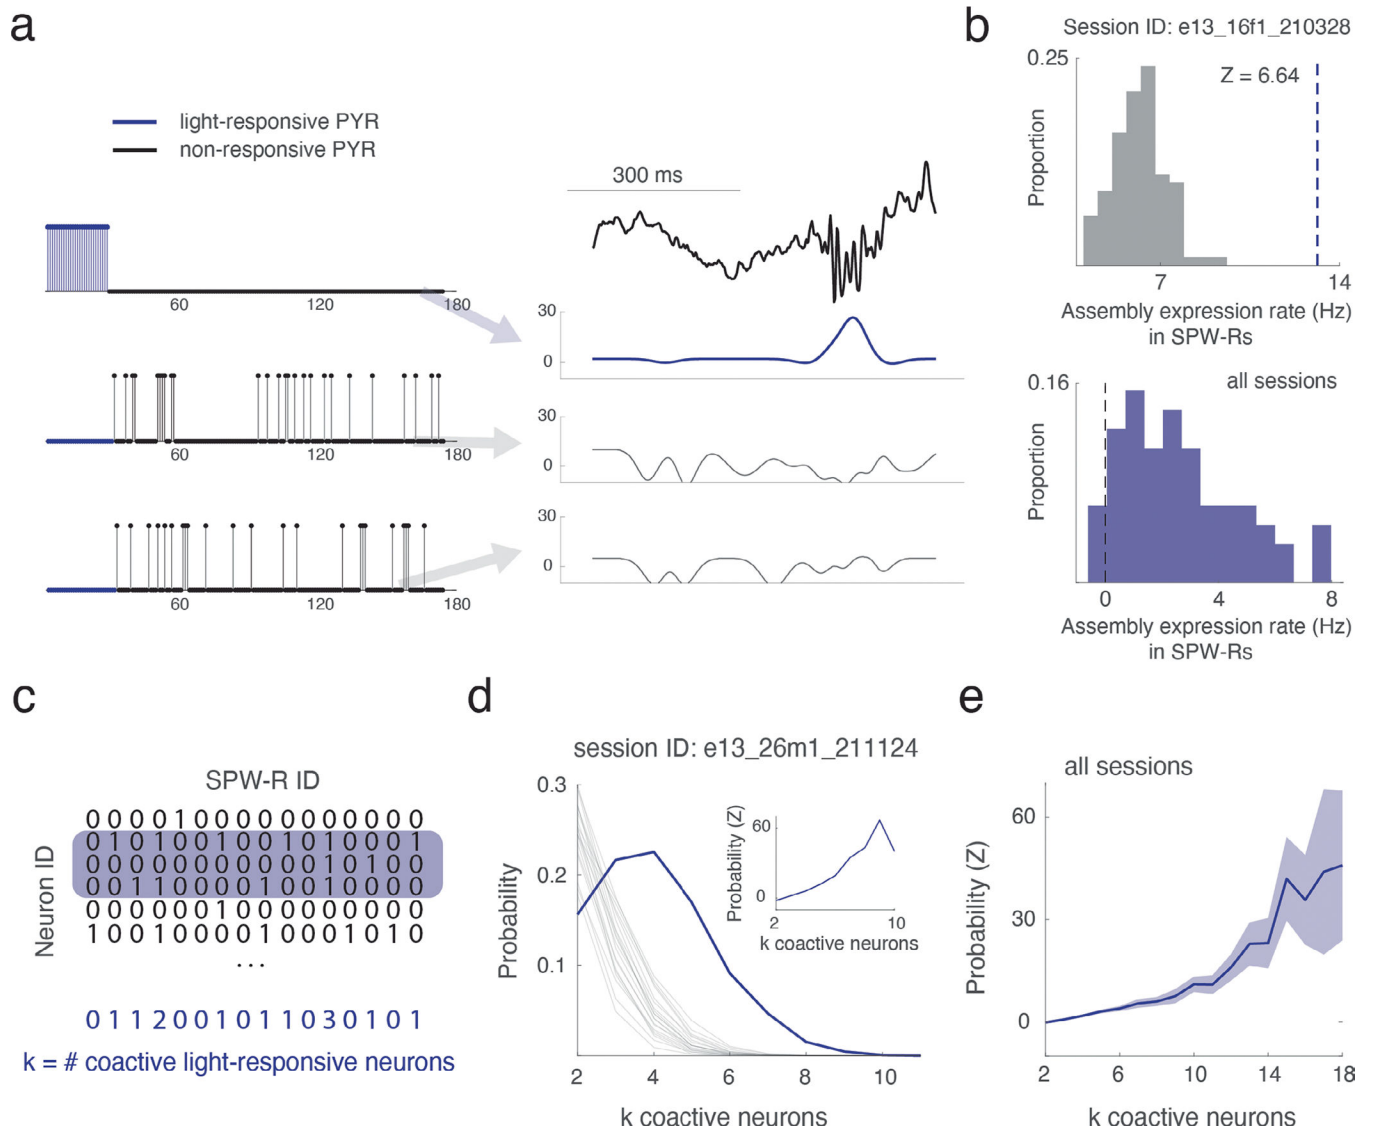 a
light-responsive PYR
non-responsive PYR
60 120 180
60 120 180
60 120 180
300 ms
30
0
30
0
30
0
b
Session ID: e13_16f1_210328
0.25
Z = 6.64
Proportion
7 14
Assembly expression rate (Hz)
in SPW-Rs
0.16
all sessions
Proportion
0 4 8
Assembly expression rate (Hz)
in SPW-Rs
c
SPW-R ID
Neuron ID
0 0 0 0 1 0 0 0 0 0 0 0 0 0 0 0
0 1 0 1 0 0 1 0 0 1 0 1 0 0 0 1
0 0 0 0 0 0 0 0 0 0 0 1 0 1 0 0
0 0 1 1 0 0 0 0 1 0 0 1 0 0 0 0
0 0 0 0 0 0 1 0 0 0 0 0 0 0 0 0
1 0 0 1 0 0 0 0 1 0 0 0 1 0 1 0
...
0 1 1 2 0 0 1 0 1 1 0 3 0 1 0 1
k = # coactive light-responsive neurons
d
session ID: e13_26m1_211124
0.3
0.2
0.1
Probability
2 4 6 8 10
k coactive neurons
Probability (Z)
60
0
2 10
k coactive neurons
e
all sessions
60
30
0
Probability (Z)
2 6 10 14 18
k coactive neurons